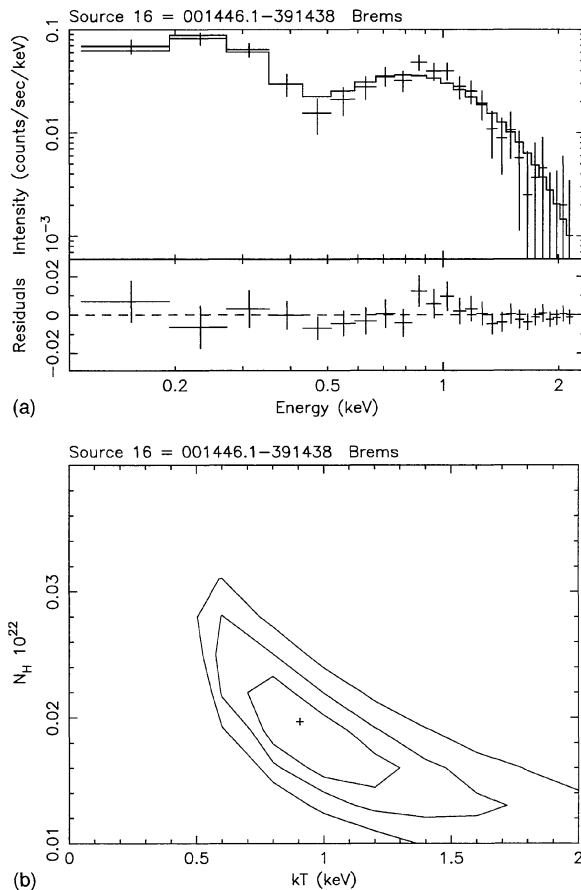 Source 16 = 001446.1−391438 Brems
Intensity (counts/sec/keV)
0.1
0.01
10⁻³
Residuals
0.02
0
−0.02
0.2 0.5 1 2
Energy (keV)
(a)
Source 16 = 001446.1−391438 Brems
N_H 10²²
0.03
0.02
0.01
0 0.5 1 1.5 2
kT (keV)
(b)